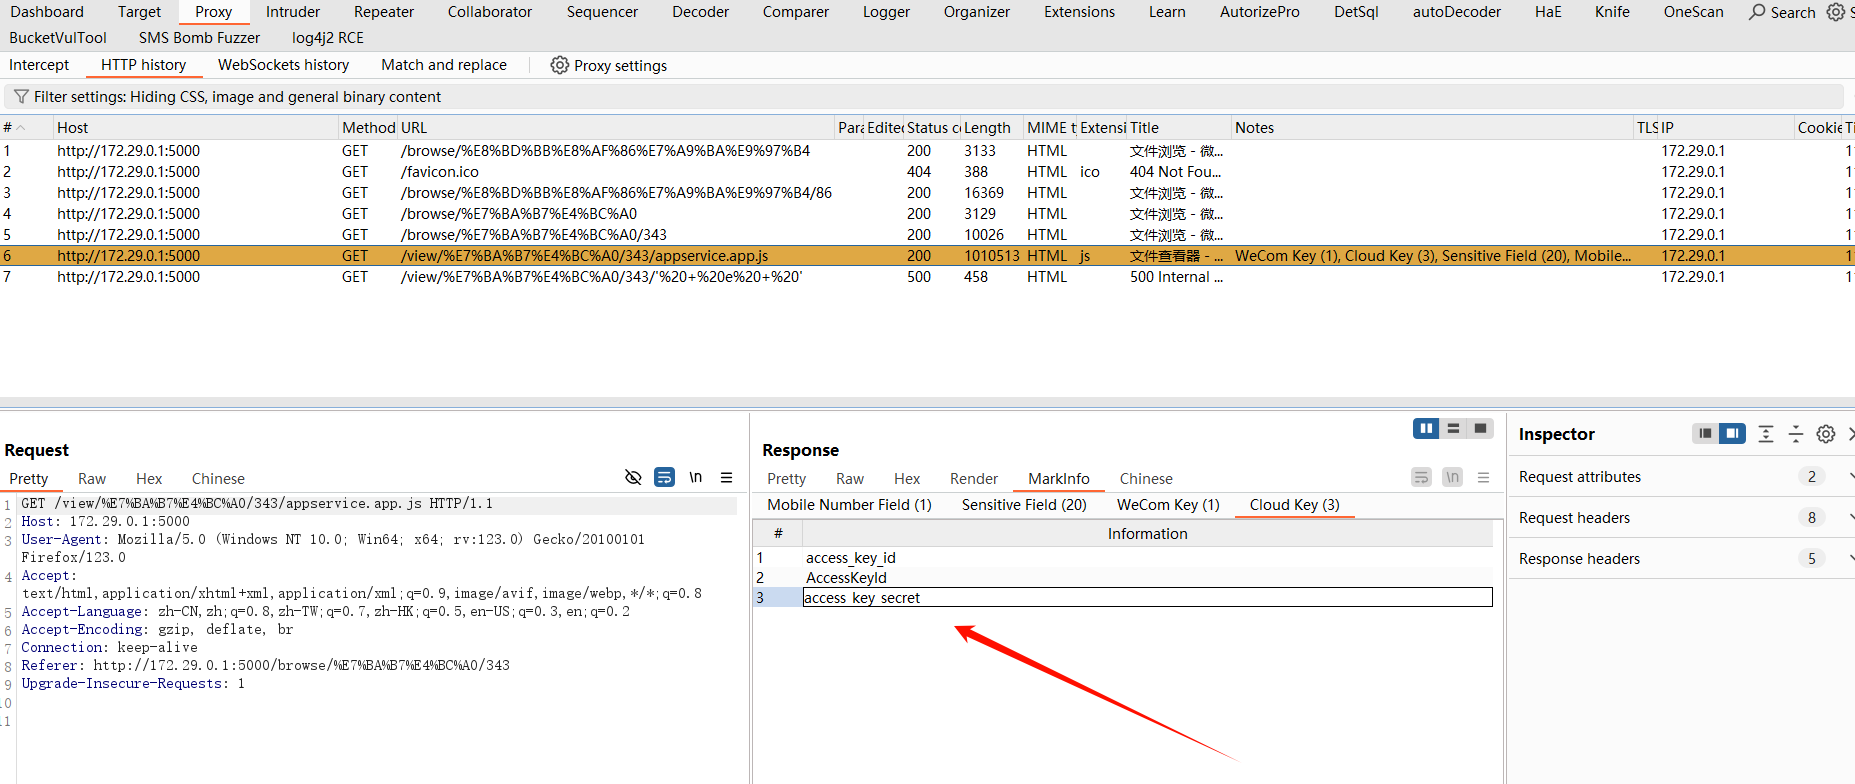 Dashboard Target Proxy Intruder Repeater Collaborator Sequencer Decoder Comparer Logger Organizer Extensions Learn AutorizePro DetSql autoDecoder HaE Knife OneScan Search S
BucketVulTool SMS Bomb Fuzzer log4j2 RCE
Intercept HTTP history WebSockets history Match and replace Proxy settings
Filter settings: Hiding CSS, image and general binary content
# Host Method URL Para Edited Status c Length MIME t Extensi Title Notes TLS IP Cookie Ti
1 http://172.29.0.1:5000 GET /browse/%E8%BD%BB%E8%AF%86%E7%A9%BA%E9%97%B4 200 3133 HTML 文件浏览 - 微... 172.29.0.1 1
2 http://172.29.0.1:5000 GET /favicon.ico 404 388 HTML ico 404 Not Fou... 172.29.0.1 1
3 http://172.29.0.1:5000 GET /browse/%E8%BD%BB%E8%AF%86%E7%A9%BA%E9%97%B4/86 200 16369 HTML 文件浏览 - 微... 172.29.0.1 1
4 http://172.29.0.1:5000 GET /browse/%E7%BA%B7%E4%BC%A0 200 3129 HTML 文件浏览 - 微... 172.29.0.1 1
5 http://172.29.0.1:5000 GET /browse/%E7%BA%B7%E4%BC%A0/343 200 10026 HTML 文件浏览 - 微... 172.29.0.1 1
6 http://172.29.0.1:5000 GET /view/%E7%BA%B7%E4%BC%A0/343/appservice.app.js 200 1010513 HTML js 文件查看器 - ... WeCom Key (1), Cloud Key (3), Sensitive Field (20), Mobile... 172.29.0.1 1
7 http://172.29.0.1:5000 GET /view/%E7%BA%B7%E4%BC%A0/343/'%20+%20e%20+%20' 500 458 HTML 500 Internal ... 172.29.0.1 1
Request
Pretty Raw Hex Chinese \n
1 GET /view/%E7%BA%B7%E4%BC%A0/343/appservice.app.js HTTP/1.1
2 Host: 172.29.0.1:5000
3 User-Agent: Mozilla/5.0 (Windows NT 10.0; Win64; x64; rv:123.0) Gecko/20100101
Firefox/123.0
4 Accept:
text/html,application/xhtml+xml,application/xml;q=0.9,image/avif,image/webp,*/*;q=0.8
5 Accept-Language: zh-CN,zh;q=0.8,zh-TW;q=0.7,zh-HK;q=0.5,en-US;q=0.3,en;q=0.2
6 Accept-Encoding: gzip, deflate, br
7 Connection: keep-alive
8 Referer: http://172.29.0.1:5000/browse/%E7%BA%B7%E4%BC%A0/343
9 Upgrade-Insecure-Requests: 1
10
11
Response
Pretty Raw Hex Render MarkInfo Chinese \n
Mobile Number Field (1) Sensitive Field (20) WeCom Key (1) Cloud Key (3)
# Information
1 access_key_id
2 AccessKeyId
3 access_key_secret
Inspector
Request attributes 2
Request headers 8
Response headers 5